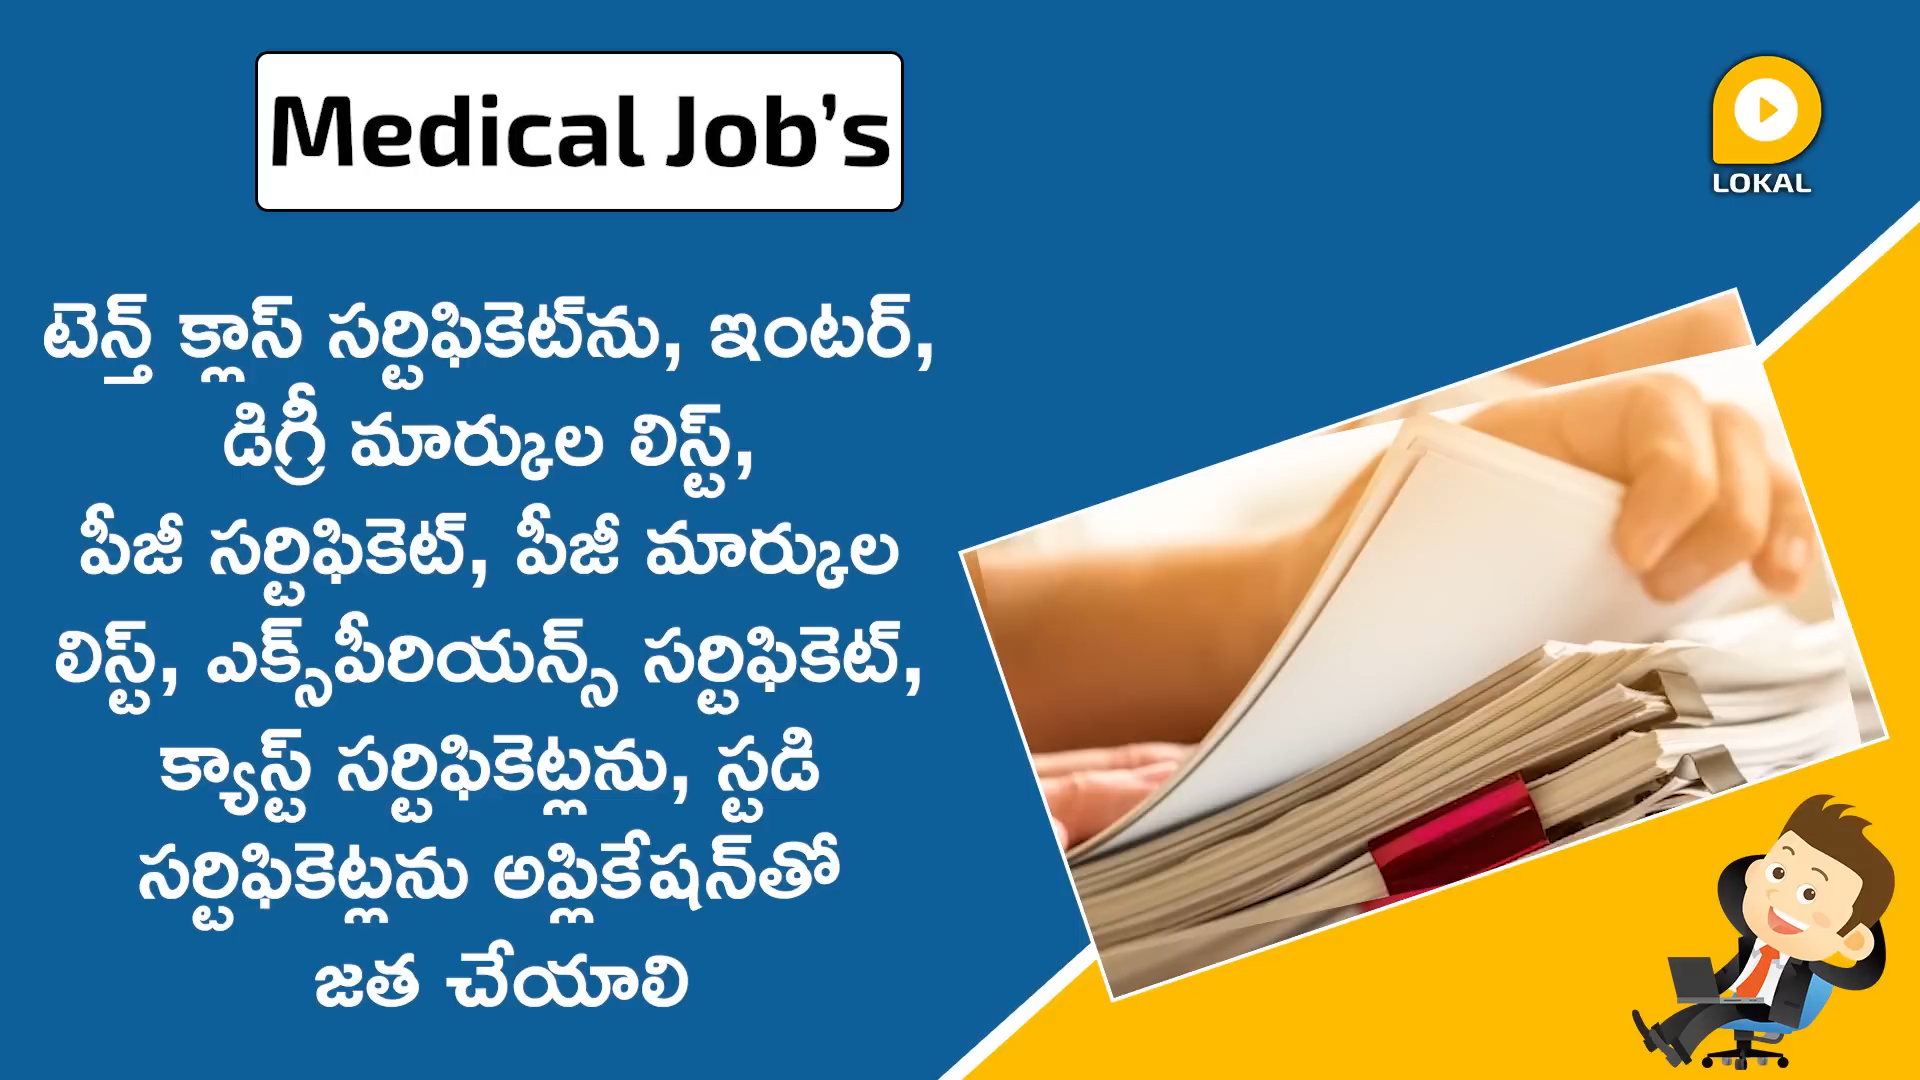 Medical Job’s
LOKAL
టెన్త్ క్లాస్ సర్టిఫికెట్‌ను, ఇంటర్,
డిగ్రీ మార్కుల లిస్ట్,
పీజీ సర్టిఫికెట్, పీజీ మార్కుల
లిస్ట్, ఎక్స్‌పీరియన్స్ సర్టిఫికెట్,
క్యాస్ట్ సర్టిఫికెట్లను, స్టడి
సర్టిఫికెట్లను అప్లికేషన్‌తో
జత చేయాలి